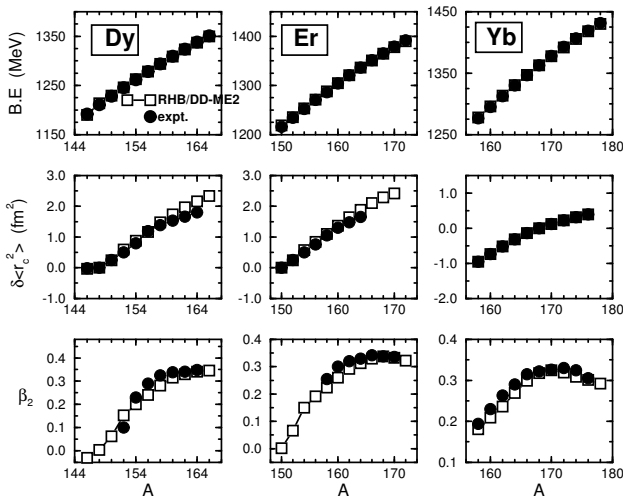 Dy
Er
Yb
B.E (MeV)
1350
1250
1150
1400
1300
1200
1450
1350
1250
RHB/DD-ME2
expt.
144 154 164
150 160 170
150 160 170 180
δ<r_c^2> (fm^2)
3.0
2.0
1.0
0.0
-1.0
3.0
2.0
1.0
0.0
-1.0
1.0
0.0
-1.0
-2.0
144 154 164
150 160 170
150 160 170 180
β_2
0.4
0.3
0.2
0.1
0.0
0.4
0.3
0.2
0.1
0.0
0.4
0.3
0.2
0.1
144 154 164
150 160 170
150 160 170 180
A
A
A